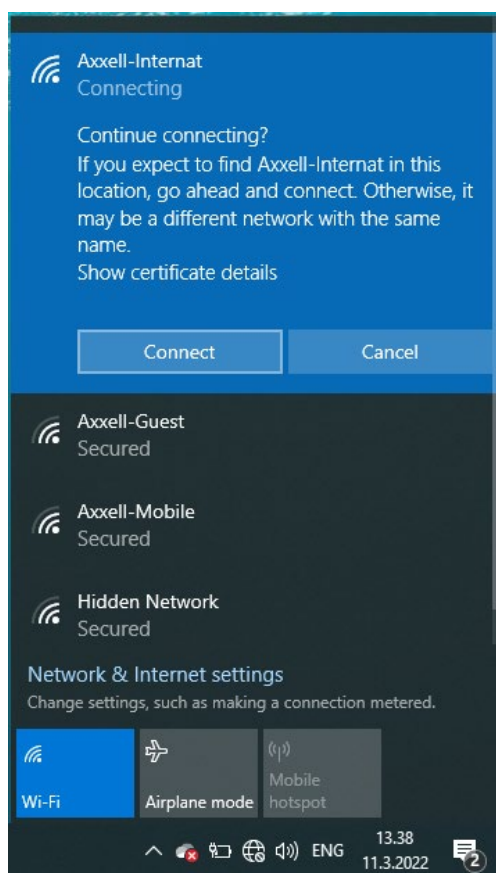 Axxell-Internat
Connecting
Continue connecting?
If you expect to find Axxell-Internat in this
location, go ahead and connect. Otherwise, it
may be a different network with the same
name.
Show certificate details
Connect
Cancel
Axxell-Guest
Secured
Axxell-Mobile
Secured
Hidden Network
Secured
Network & Internet settings
Change settings, such as making a connection metered.
Wi-Fi
Airplane mode
Mobile
hotspot
ENG
13.38
11.3.2022
2